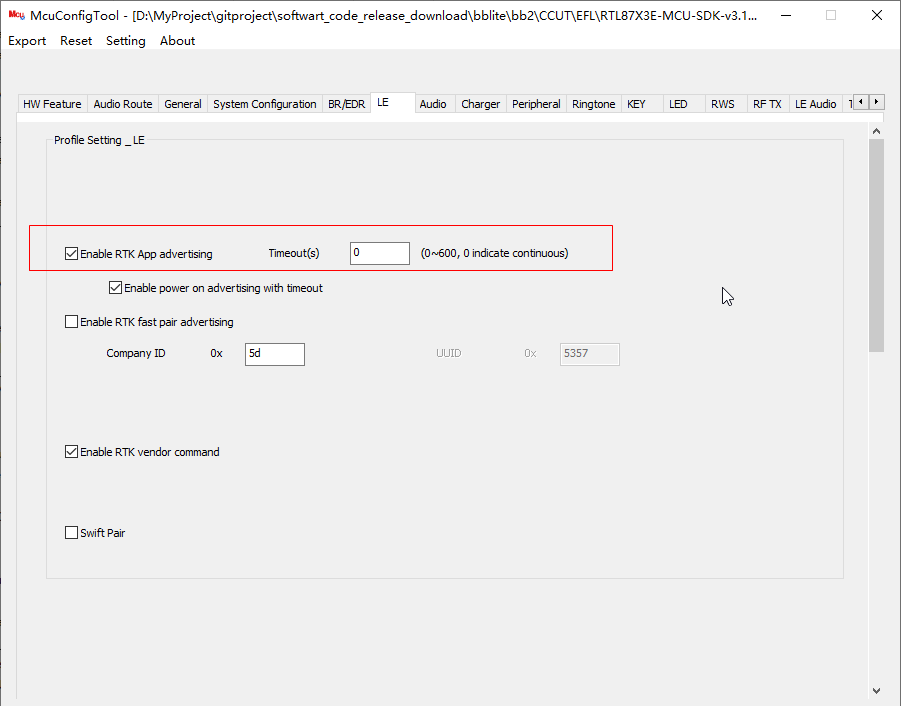 McuConfigTool - [D:\MyProject\gitproject\softwart_code_release_download\bblite\bb2\CCUT\EFL\RTL87X3E-MCU-SDK-v3.1...
Export Reset Setting About
HW Feature Audio Route General System Configuration BR/EDR LE Audio Charger Peripheral Ringtone KEY LED RWS RF TX LE Audio
Profile Setting _ LE
Enable RTK App advertising Timeout(s) 0 (0~600, 0 indicate continuous)
Enable power on advertising with timeout
Enable RTK fast pair advertising
Company ID 0x 5d UUID 0x 5357
Enable RTK vendor command
Swift Pair